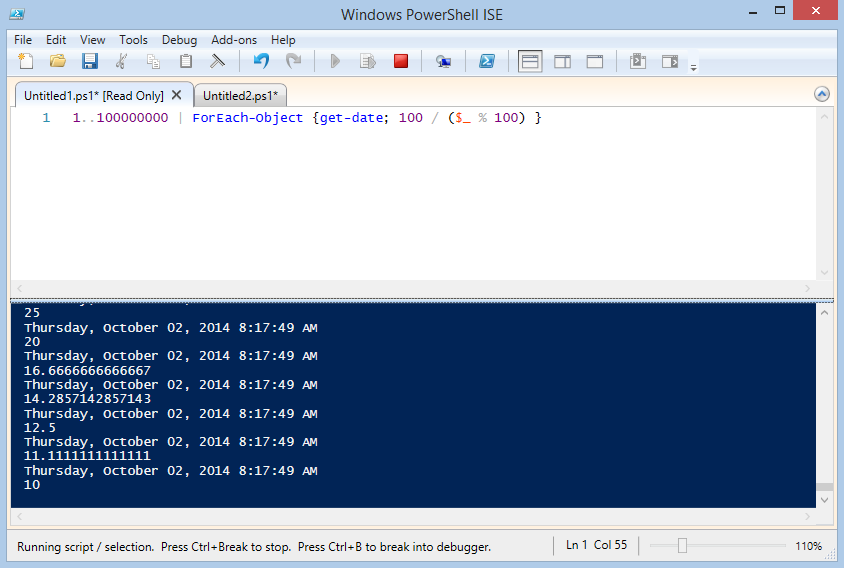 Windows PowerShell ISE
File Edit View Tools Debug Add-ons Help
Untitled1.ps1* [Read Only] Untitled2.ps1*
1 1..100000000 | ForEach-Object {get-date; 100 / ($_ % 100) }
25
Thursday, October 02, 2014 8:17:49 AM
20
Thursday, October 02, 2014 8:17:49 AM
16.6666666666667
Thursday, October 02, 2014 8:17:49 AM
14.2857142857143
Thursday, October 02, 2014 8:17:49 AM
12.5
Thursday, October 02, 2014 8:17:49 AM
11.1111111111111
Thursday, October 02, 2014 8:17:49 AM
10
Running script / selection. Press Ctrl+Break to stop. Press Ctrl+B to break into debugger. Ln 1 Col 55 110%